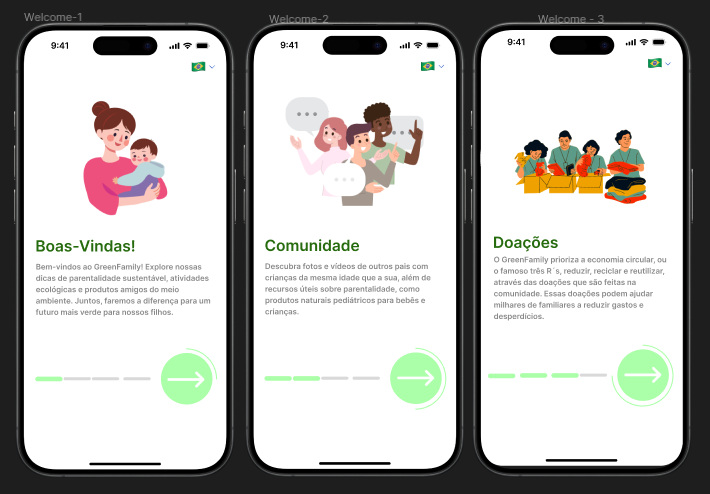 Welcome-1
9:41
Boas-Vindas!
Bem-vindos ao GreenFamily! Explore nossas
dicas de parentalidade sustentável, atividades
ecológicas e produtos amigos do meio
ambiente. Juntos, faremos a diferença para um
futuro mais verde para nossos filhos.
Welcome-2
9:41
Comunidade
Descubra fotos e vídeos de outros pais com
crianças da mesma idade que a sua, além de
recursos úteis sobre parentalidade, como
produtos naturais pediátricos para bebês e
crianças.
Welcome - 3
9:41
Doações
O GreenFamily prioriza a economia circular, ou
o famoso três R´s, reduzir, reciclar e reutilizar,
através das doações que são feitas na
comunidade. Essas doações podem ajudar
milhares de familiares a reduzir gastos e
desperdícios.